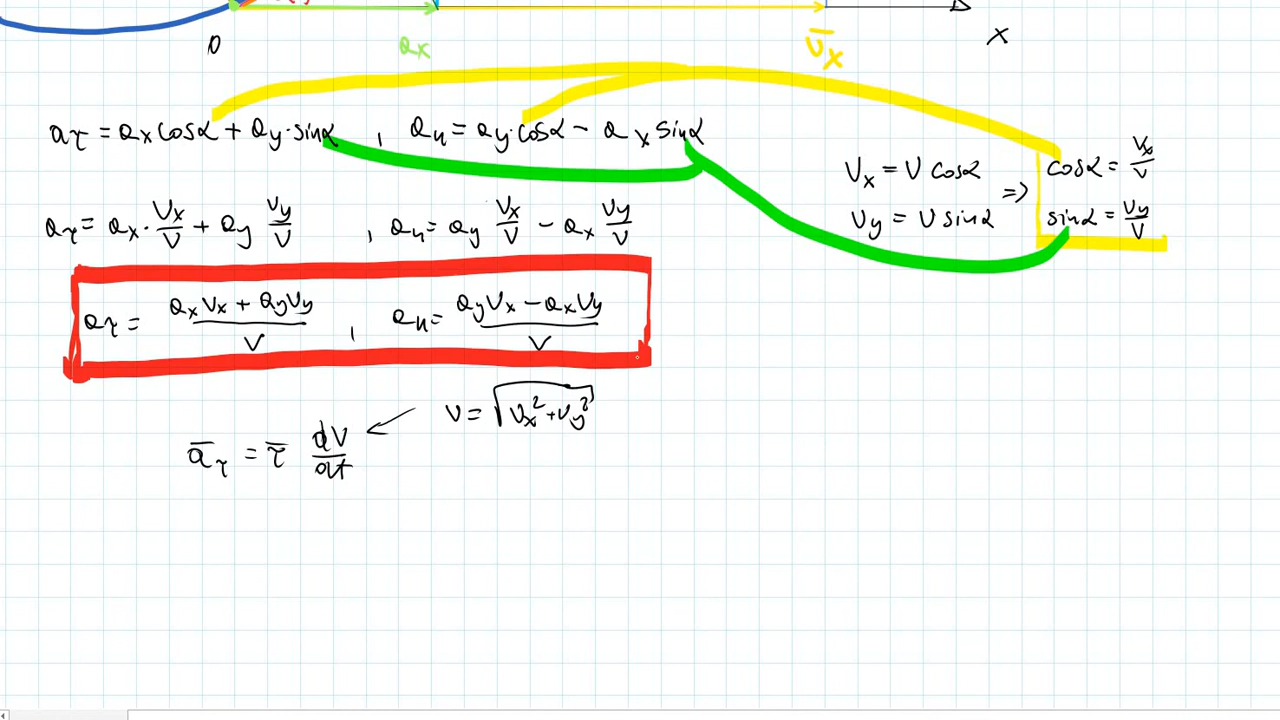 0 ax V̄x x
aτ = ax cosα + ay·sinα , an = ay·cosα − ax sinα
Vx = V cosα => cosα = Vx/V
Vy = V sinα sinα = Vy/V
aτ = ax·Vx/V + ay Vy/V , an = ay Vx/V − ax Vy/V
aτ = (axVx + ayVy)/V , an = (ayVx − axVy)/V
V = √(Vx² + Vy²)
āτ = τ̄ dV/dt